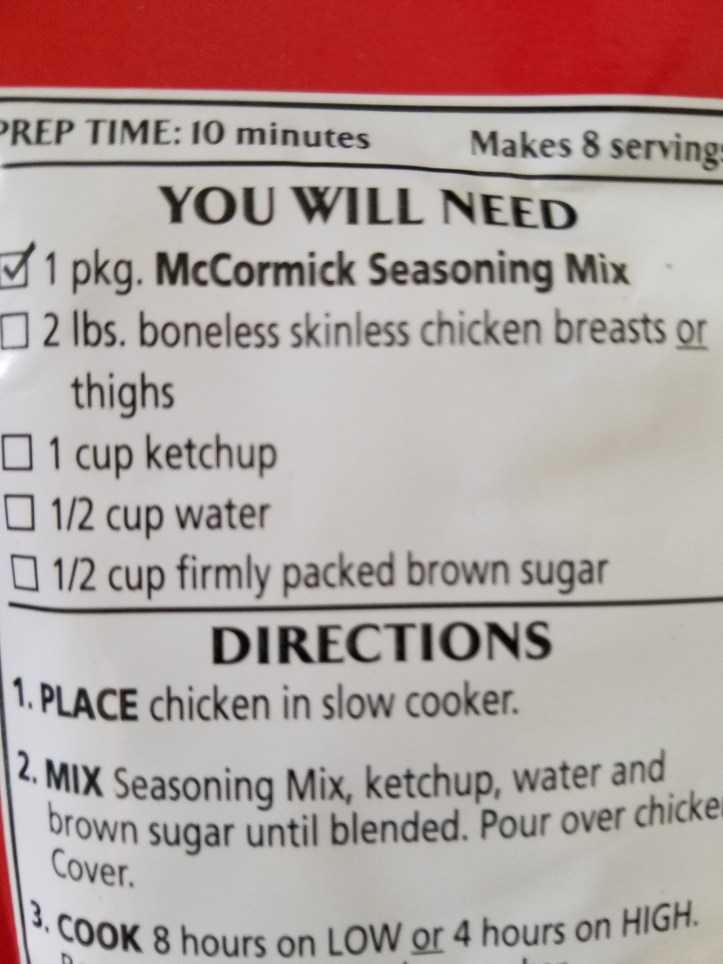 PREP TIME: 10 minutes Makes 8 servings
YOU WILL NEED
1 pkg. McCormick Seasoning Mix
2 lbs. boneless skinless chicken breasts or
thighs
1 cup ketchup
1/2 cup water
1/2 cup firmly packed brown sugar
DIRECTIONS
1. PLACE chicken in slow cooker.
2. MIX Seasoning Mix, ketchup, water and
brown sugar until blended. Pour over chicke
Cover.
3. COOK 8 hours on LOW or 4 hours on HIGH.